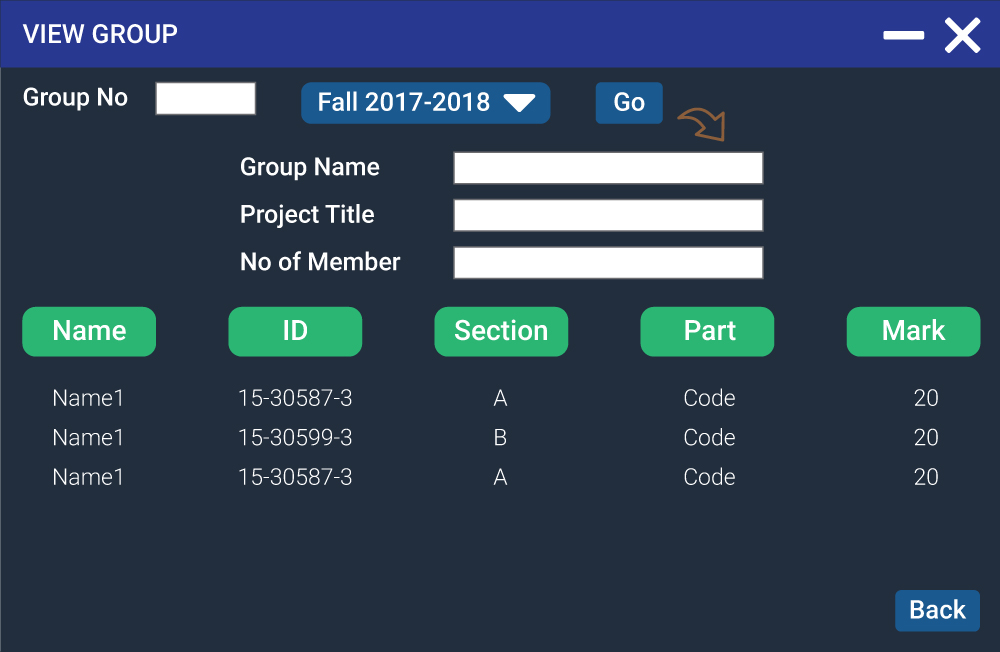 VIEW GROUP
Group No Fall 2017-2018 Go
Group Name
Project Title
No of Member
Name ID Section Part Mark
Name1 15-30587-3 A Code 20
Name1 15-30599-3 B Code 20
Name1 15-30587-3 A Code 20
Back